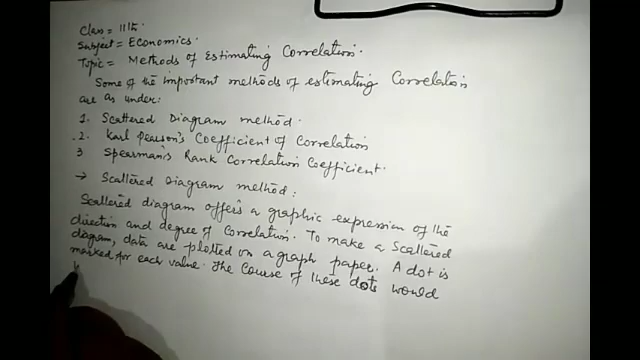 Class = 11th.
Subject = Economics.
Topic = Methods of Estimating Correlation.
Some of the important methods of estimating Correlation
are as under:
1. Scattered Diagram method.
2. Karl Pearson's Coefficient of Correlation
3 Spearman's Rank Correlation Coefficient.
→ Scattered Diagram method:
Scattered diagram offers a graphic expression of the
direction and degree of Correlation. To make a Scattered
diagram, data are plotted on a graph paper. A dot is
marked for each value. The Course of these dots would